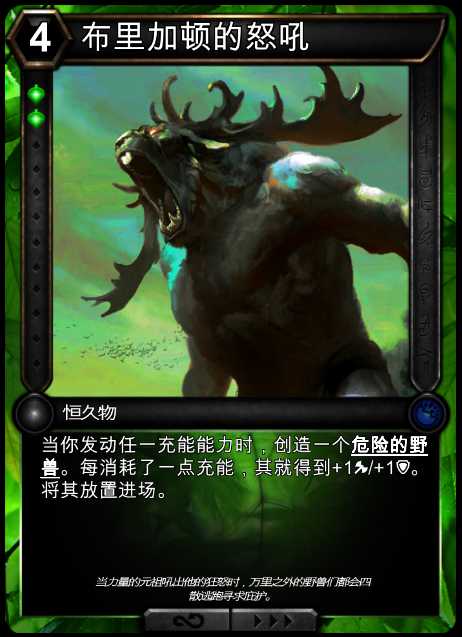 4 布里加顿的怒吼
恒久物
当你发动任一充能能力时，创造一个危险的野
兽。每消耗了一点充能，其就得到+1/+1。
将其放置进场。
当力量的元祖吼出他的狂怒时，万里之外的野兽们都会四
散逃跑寻求庇护。